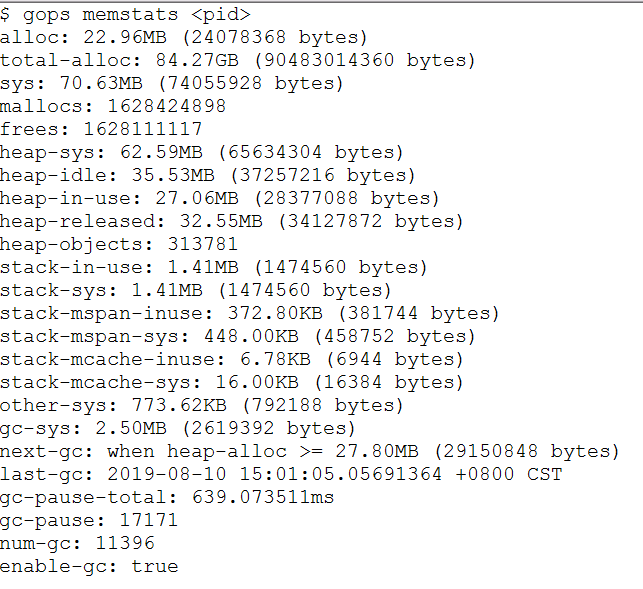 $ gops memstats <pid>
alloc: 22.96MB (24078368 bytes)
total-alloc: 84.27GB (90483014360 bytes)
sys: 70.63MB (74055928 bytes)
mallocs: 1628424898
frees: 1628111117
heap-sys: 62.59MB (65634304 bytes)
heap-idle: 35.53MB (37257216 bytes)
heap-in-use: 27.06MB (28377088 bytes)
heap-released: 32.55MB (34127872 bytes)
heap-objects: 313781
stack-in-use: 1.41MB (1474560 bytes)
stack-sys: 1.41MB (1474560 bytes)
stack-mspan-inuse: 372.80KB (381744 bytes)
stack-mspan-sys: 448.00KB (458752 bytes)
stack-mcache-inuse: 6.78KB (6944 bytes)
stack-mcache-sys: 16.00KB (16384 bytes)
other-sys: 773.62KB (792188 bytes)
gc-sys: 2.50MB (2619392 bytes)
next-gc: when heap-alloc >= 27.80MB (29150848 bytes)
last-gc: 2019-08-10 15:01:05.05691364 +0800 CST
gc-pause-total: 639.073511ms
gc-pause: 17171
num-gc: 11396
enable-gc: true